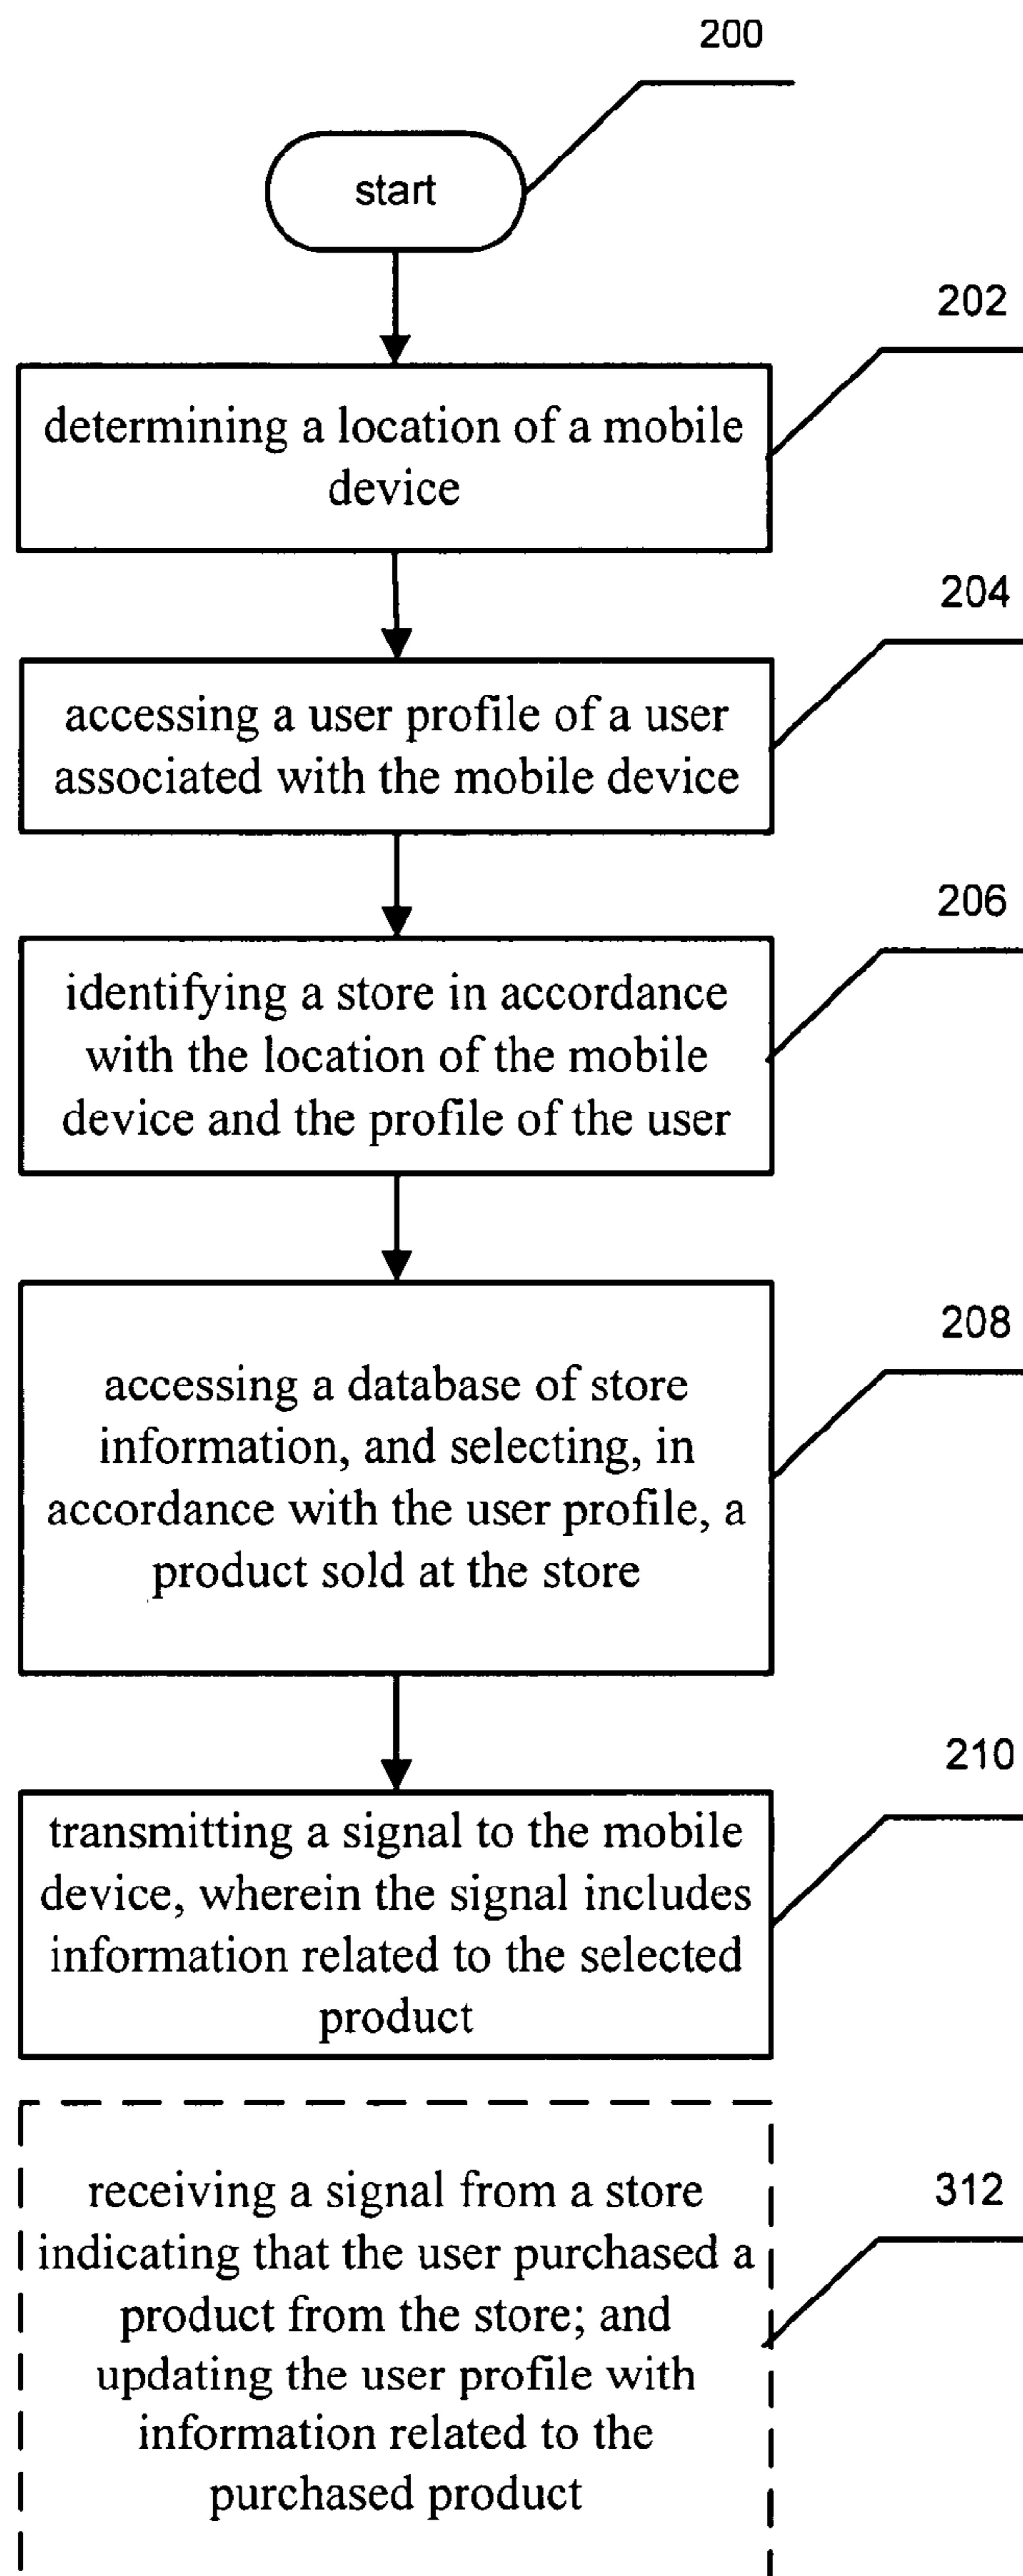 200
start
202
determining a location of a mobile
device
204
accessing a user profile of a user
associated with the mobile device
206
identifying a store in accordance
with the location of the mobile
device and the profile of the user
208
accessing a database of store
information, and selecting, in
accordance with the user profile, a
product sold at the store
210
transmitting a signal to the mobile
device, wherein the signal includes
information related to the selected
product
312
receiving a signal from a store
indicating that the user purchased a
product from the store; and
updating the user profile with
information related to the
purchased product